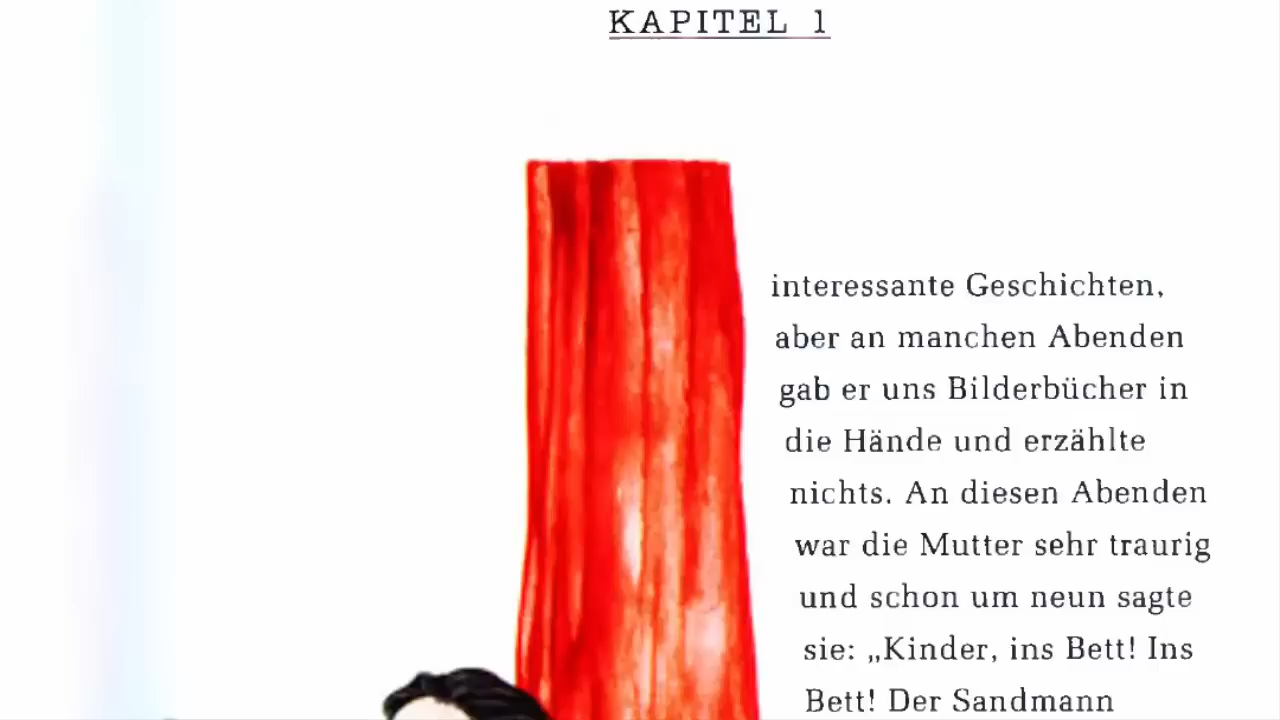 KAPITEL 1
interessante Geschichten,
aber an manchen Abenden
gab er uns Bilderbücher in
die Hände und erzählte
nichts. An diesen Abenden
war die Mutter sehr traurig
und schon um neun sagte
sie: „Kinder, ins Bett! Ins
Bett! Der Sandmann